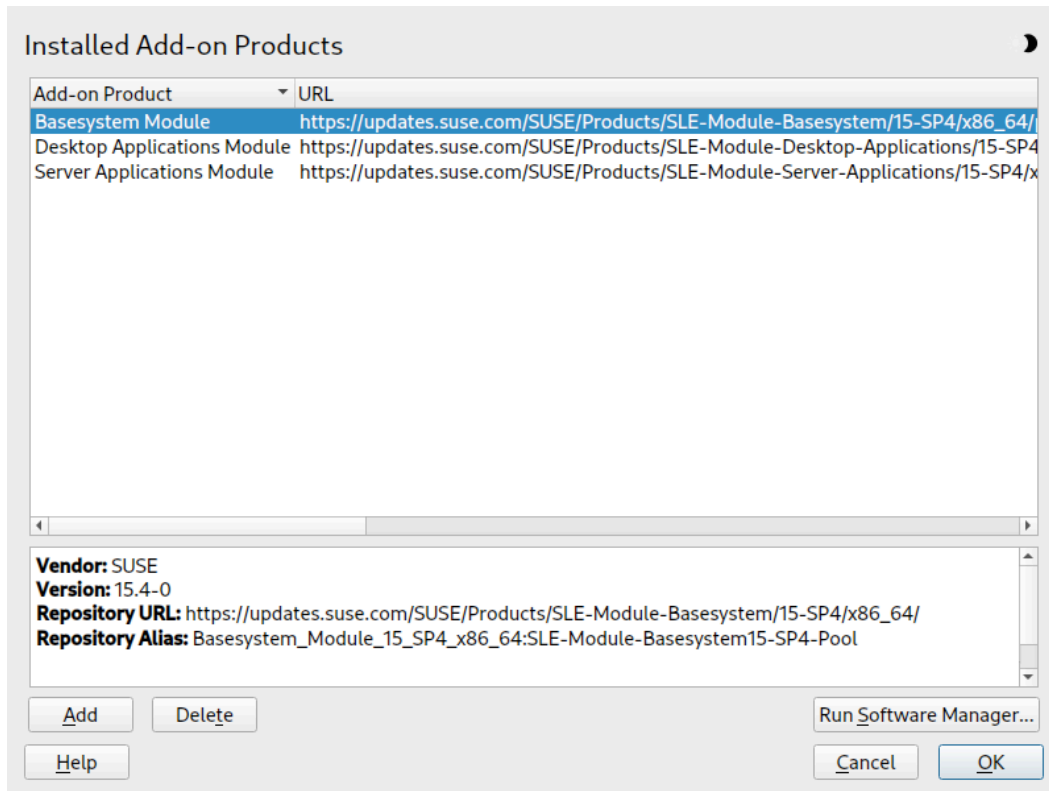 Installed Add-on Products
Add-on Product URL
Basesystem Module https://updates.suse.com/SUSE/Products/SLE-Module-Basesystem/15-SP4/x86_64/
Desktop Applications Module https://updates.suse.com/SUSE/Products/SLE-Module-Desktop-Applications/15-SP4
Server Applications Module https://updates.suse.com/SUSE/Products/SLE-Module-Server-Applications/15-SP4/x
Vendor: SUSE
Version: 15.4-0
Repository URL: https://updates.suse.com/SUSE/Products/SLE-Module-Basesystem/15-SP4/x86_64/
Repository Alias: Basesystem_Module_15_SP4_x86_64:SLE-Module-Basesystem15-SP4-Pool
Add Delete Run Software Manager...
Help Cancel OK